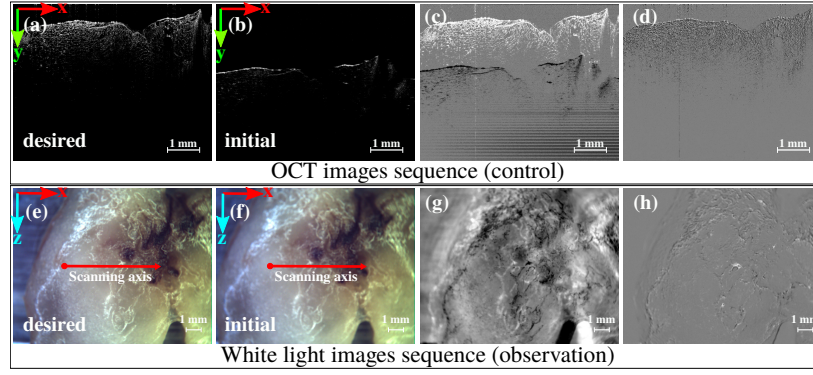 (a) x (b) x (c) (d)
y y
desired initial
1 mm 1 mm 1 mm 1 mm
OCT images sequence (control)
(e) x (f) x (g) (h)
z z
Scanning axis Scanning axis
desired initial
1 mm 1 mm 1 mm 1 mm
White light images sequence (observation)